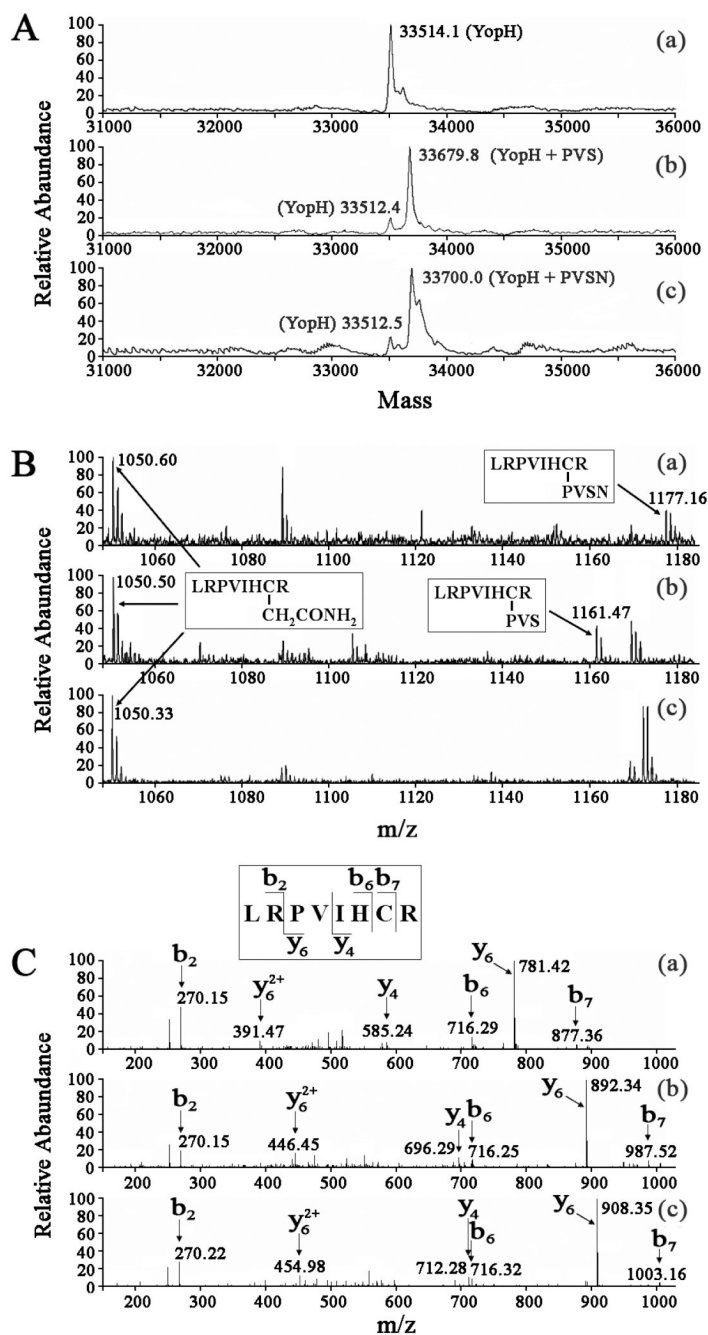 A
Relative Abaundance
100
80
60
40
20
0
33514.1 (YopH)
(a)
31000 32000 33000 34000 35000 36000
100
80
60
40
20
0
33679.8 (YopH + PVS)
(YopH) 33512.4
(b)
31000 32000 33000 34000 35000 36000
100
80
60
40
20
0
33700.0 (YopH + PVSN)
(YopH) 33512.5
(c)
31000 32000 33000 34000 35000 36000
Mass
B
Relative Abaundance
100
80
60
40
20
0
1050.60
LRPVIHCR
PVSN
1177.16
(a)
1060 1080 1100 1120 1140 1160 1180
100
80
60
40
20
0
1050.50
LRPVIHCR
CH₂CONH₂
LRPVIHCR
PVS
1161.47
(b)
1060 1080 1100 1120 1140 1160 1180
100
80
60
40
20
0
1050.33
(c)
1060 1080 1100 1120 1140 1160 1180
m/z
b₂ b₆ b₇
L R P V I H C R
y₆ y₄
C
Relative Abaundance
100
80
60
40
20
0
b₂
270.15
y₆²⁺
391.47
y₄
585.24
b₆
716.29
y₆
781.42
b₇
877.36
(a)
200 300 400 500 600 700 800 900 1000
100
80
60
40
20
0
b₂
270.15
y₆²⁺
446.45
y₄
696.29
b₆
716.25
y₆
892.34
b₇
987.52
(b)
200 300 400 500 600 700 800 900 1000
100
80
60
40
20
0
b₂
270.22
y₆²⁺
454.98
y₄
712.28
b₆
716.32
y₆
908.35
b₇
1003.16
(c)
200 300 400 500 600 700 800 900 1000
m/z